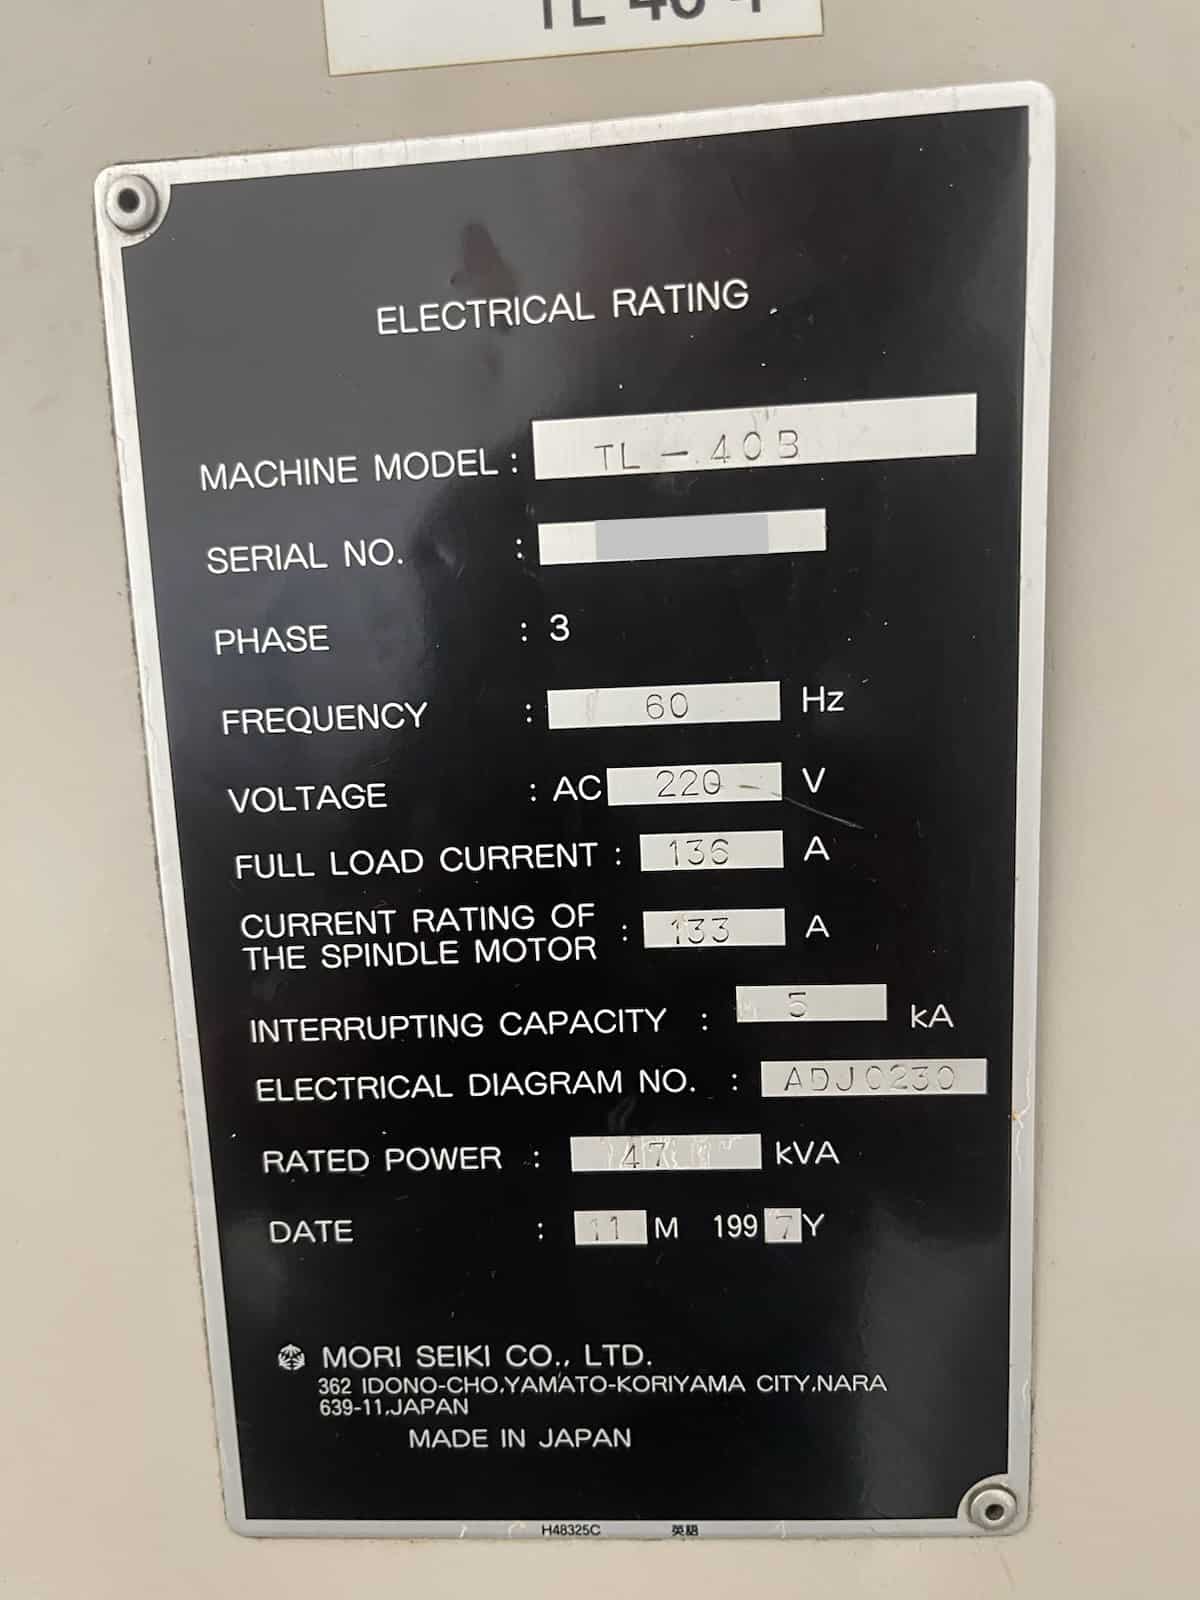 TL 40
ELECTRICAL RATING
MACHINE MODEL : TL - 40B
SERIAL NO. :
PHASE : 3
FREQUENCY : 60 Hz
VOLTAGE : AC 220 V
FULL LOAD CURRENT : 136 A
CURRENT RATING OF
THE SPINDLE MOTOR : 133 A
INTERRUPTING CAPACITY : 5 kA
ELECTRICAL DIAGRAM NO. : ADJ0230
RATED POWER : 47 kVA
DATE : 11 M 1997Y
MORI SEIKI CO., LTD.
362 IDONO-CHO,YAMATO-KORIYAMA CITY,NARA
639-11,JAPAN
MADE IN JAPAN
H48325C 英語